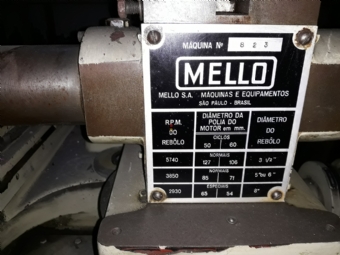 MÁQUINA Nº 823
MELLO
MELLO S.A. MÁQUINAS E EQUIPAMENTOS
SÃO PAULO - BRASIL
R.P.M. DO REBÔLO
DIÂMETRO DA POLIA DO MOTOR em mm.
DIÂMETRO DO REBÔLO
CICLOS
50 60
NORMAIS
5740 127 106 3 1/2"
NORMAIS
3850 85 71 5" ou 6"
ESPECIAIS
3930 65 54 6"